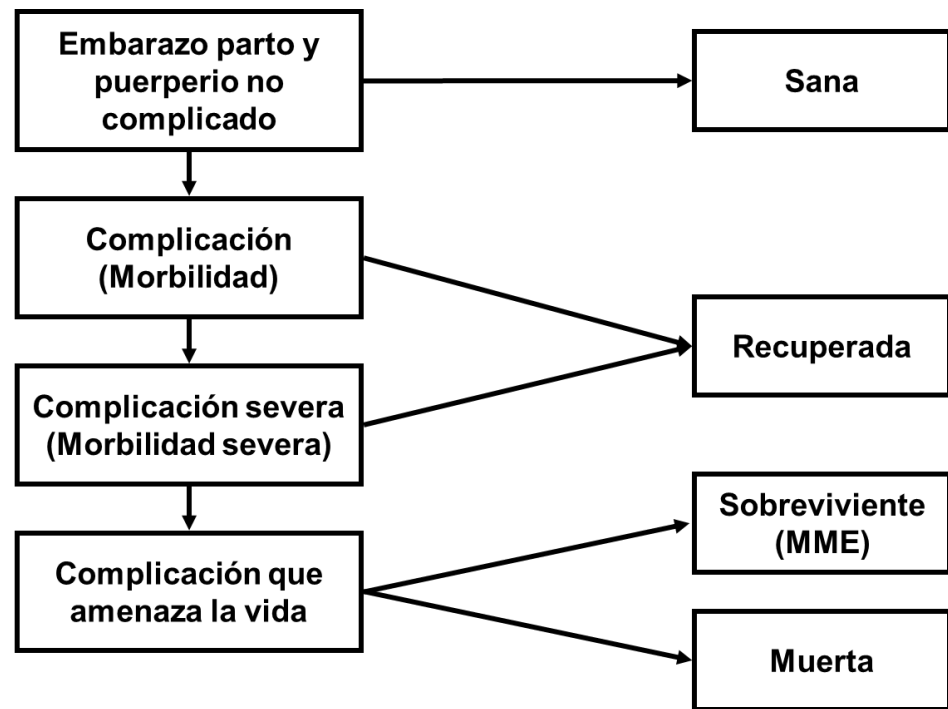 Embarazo parto y
puerperio no
complicado
Sana
Complicación
(Morbilidad)
Recuperada
Complicación severa
(Morbilidad severa)
Sobreviviente
(MME)
Complicación que
amenaza la vida
Muerta